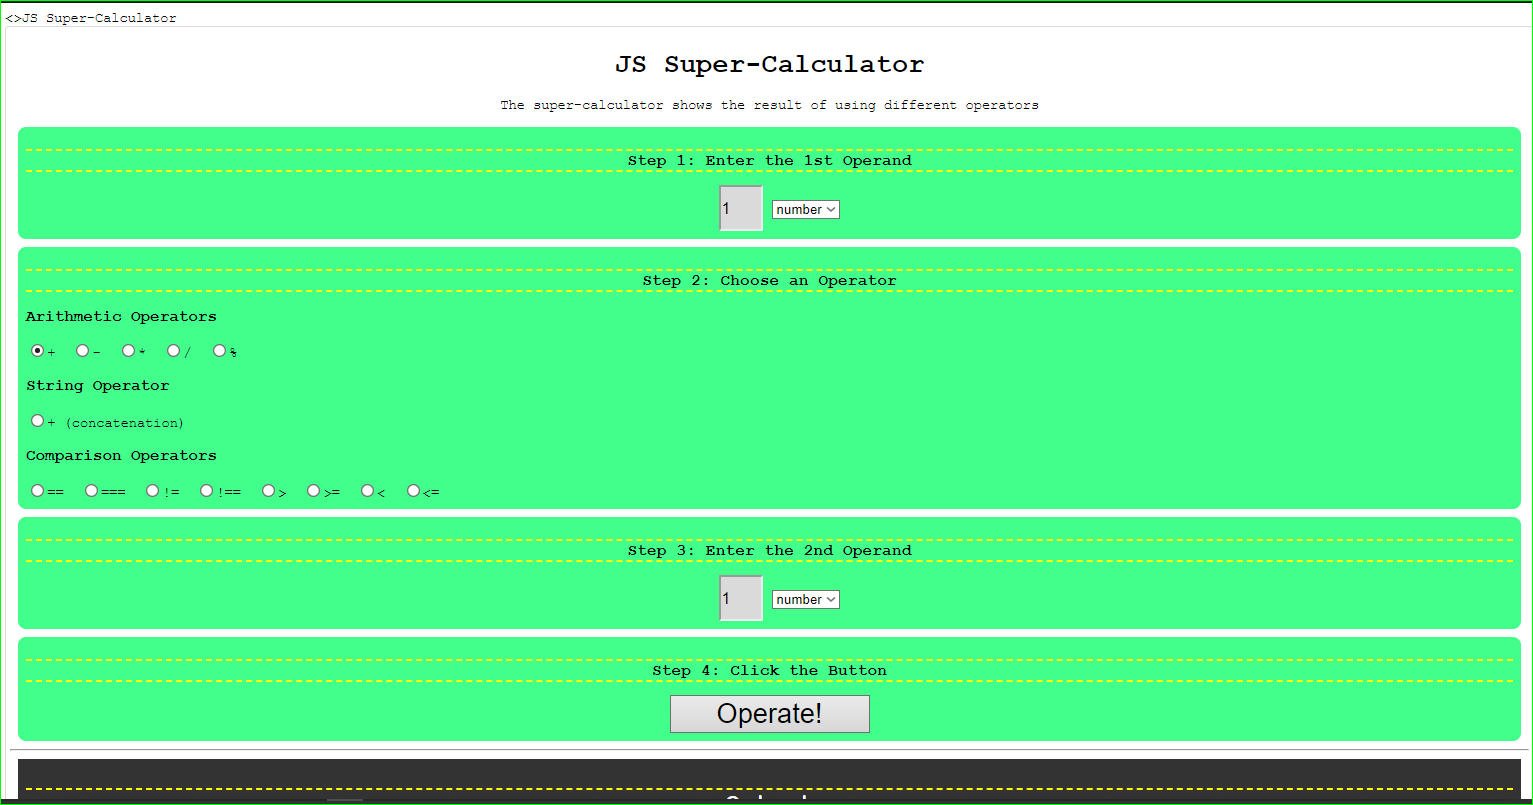 <>JS Super-Calculator
JS Super-Calculator
The super-calculator shows the result of using different operators
Step 1: Enter the 1st Operand
1 number
Step 2: Choose an Operator
Arithmetic Operators
+ - * / %
String Operator
+ (concatenation)
Comparison Operators
== === != !== > >= < <=
Step 3: Enter the 2nd Operand
1 number
Step 4: Click the Button
Operate!